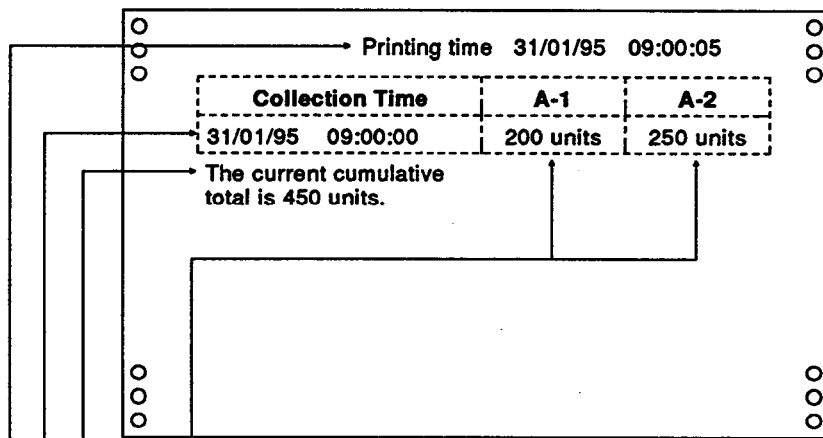 Printing time 31/01/95 09:00:05
Collection Time A-1 A-2
31/01/95 09:00:00 200 units 250 units
The current cumulative
total is 450 units.